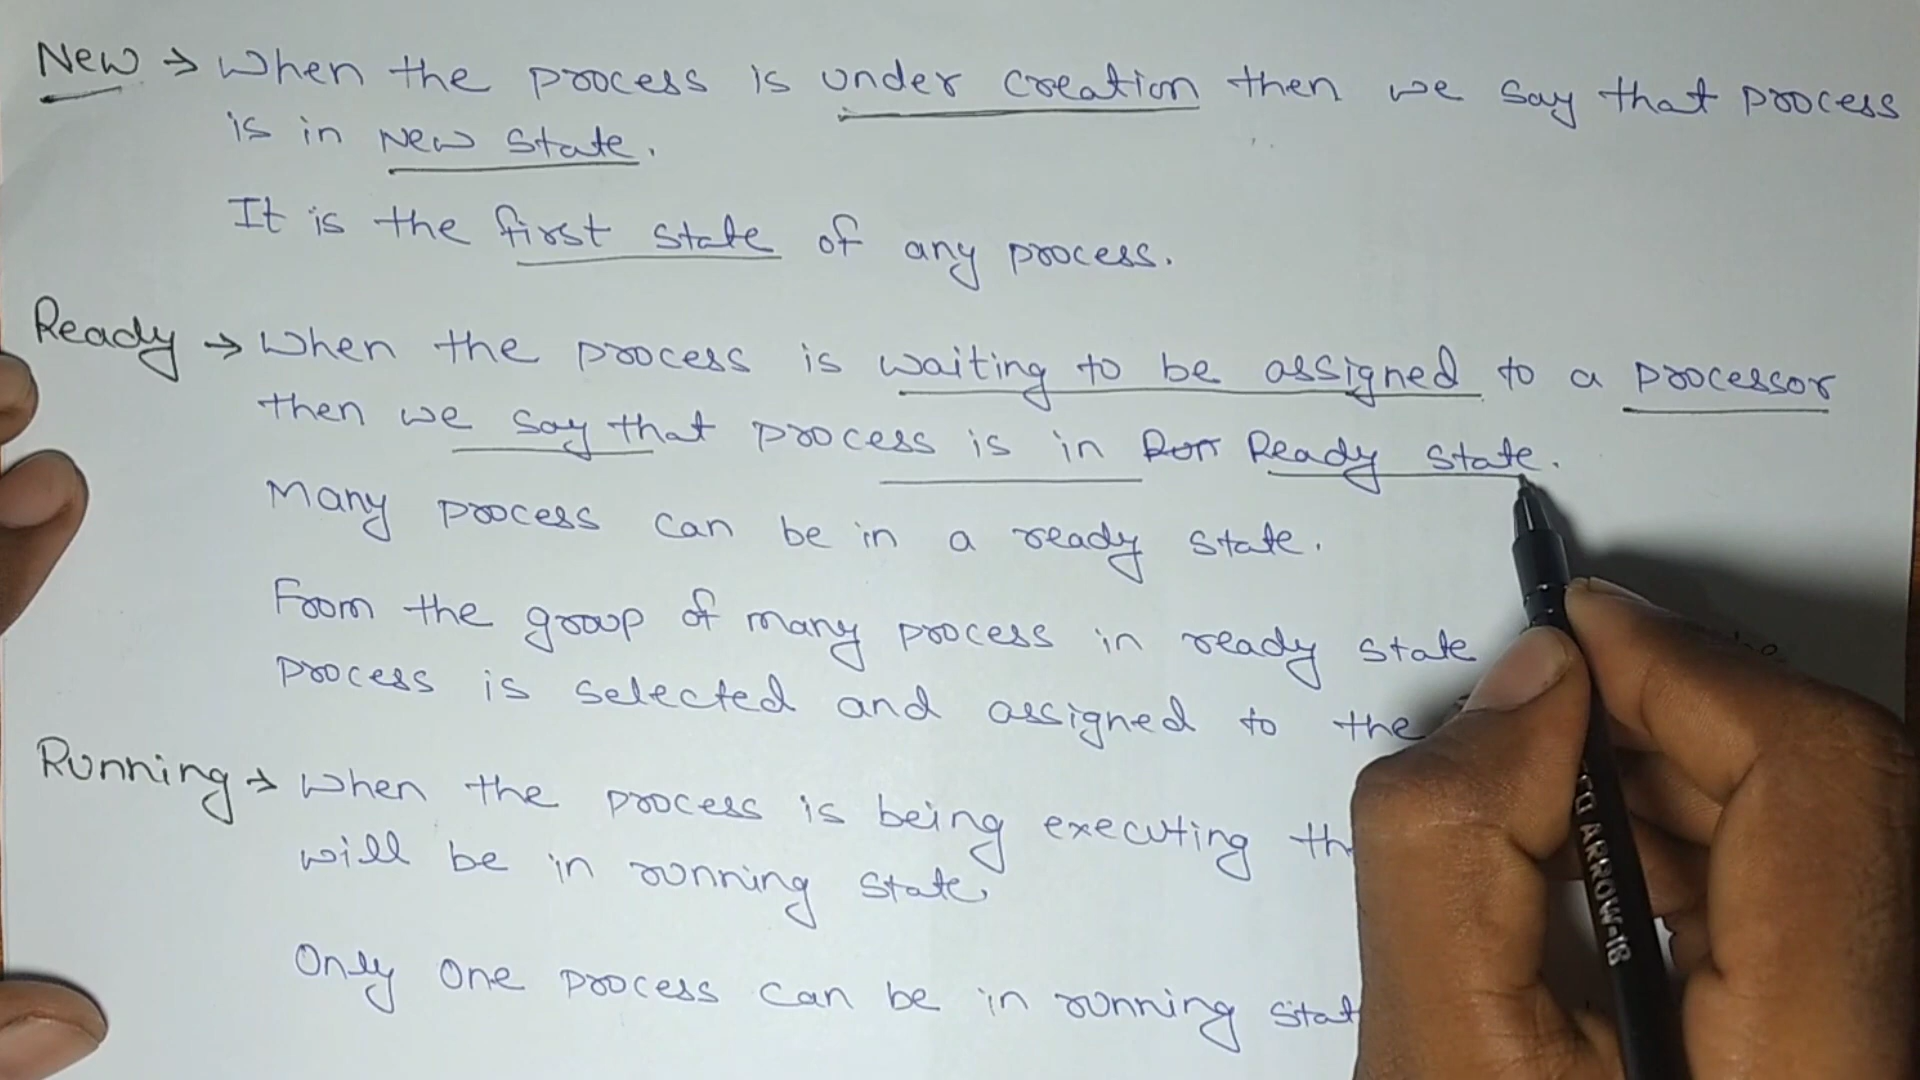 New → When the process is under creation then we say that process
is in New state.
It is the first state of any process.
Ready → When the process is waiting to be assigned to a processor
then we say that process is in Run Ready state.
Many process can be in a ready state.
From the group of many process in ready state
process is selected and assigned to the
Running → When the process is being executing
will be in running state.
Only one process can be in running
ARROW-18